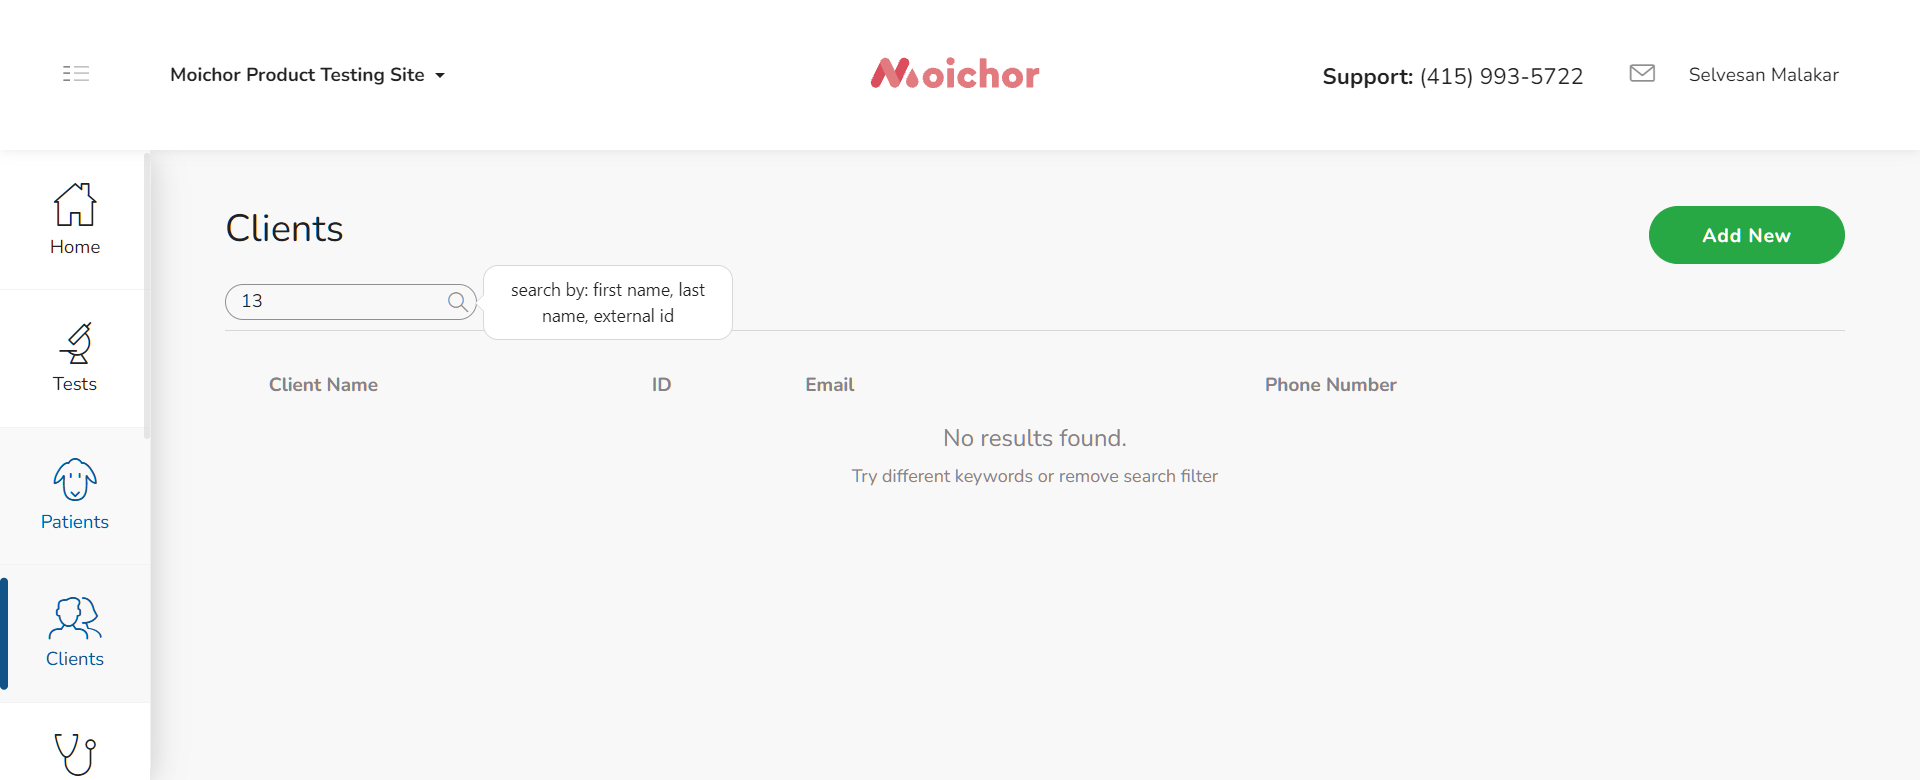 Moichor Product Testing Site
Moichor
Support: (415) 993-5722
Selvesan Malakar
Home
Tests
Patients
Clients
Clients
Add New
13
search by: first name, last
name, external id
Client Name
ID
Email
Phone Number
No results found.
Try different keywords or remove search filter